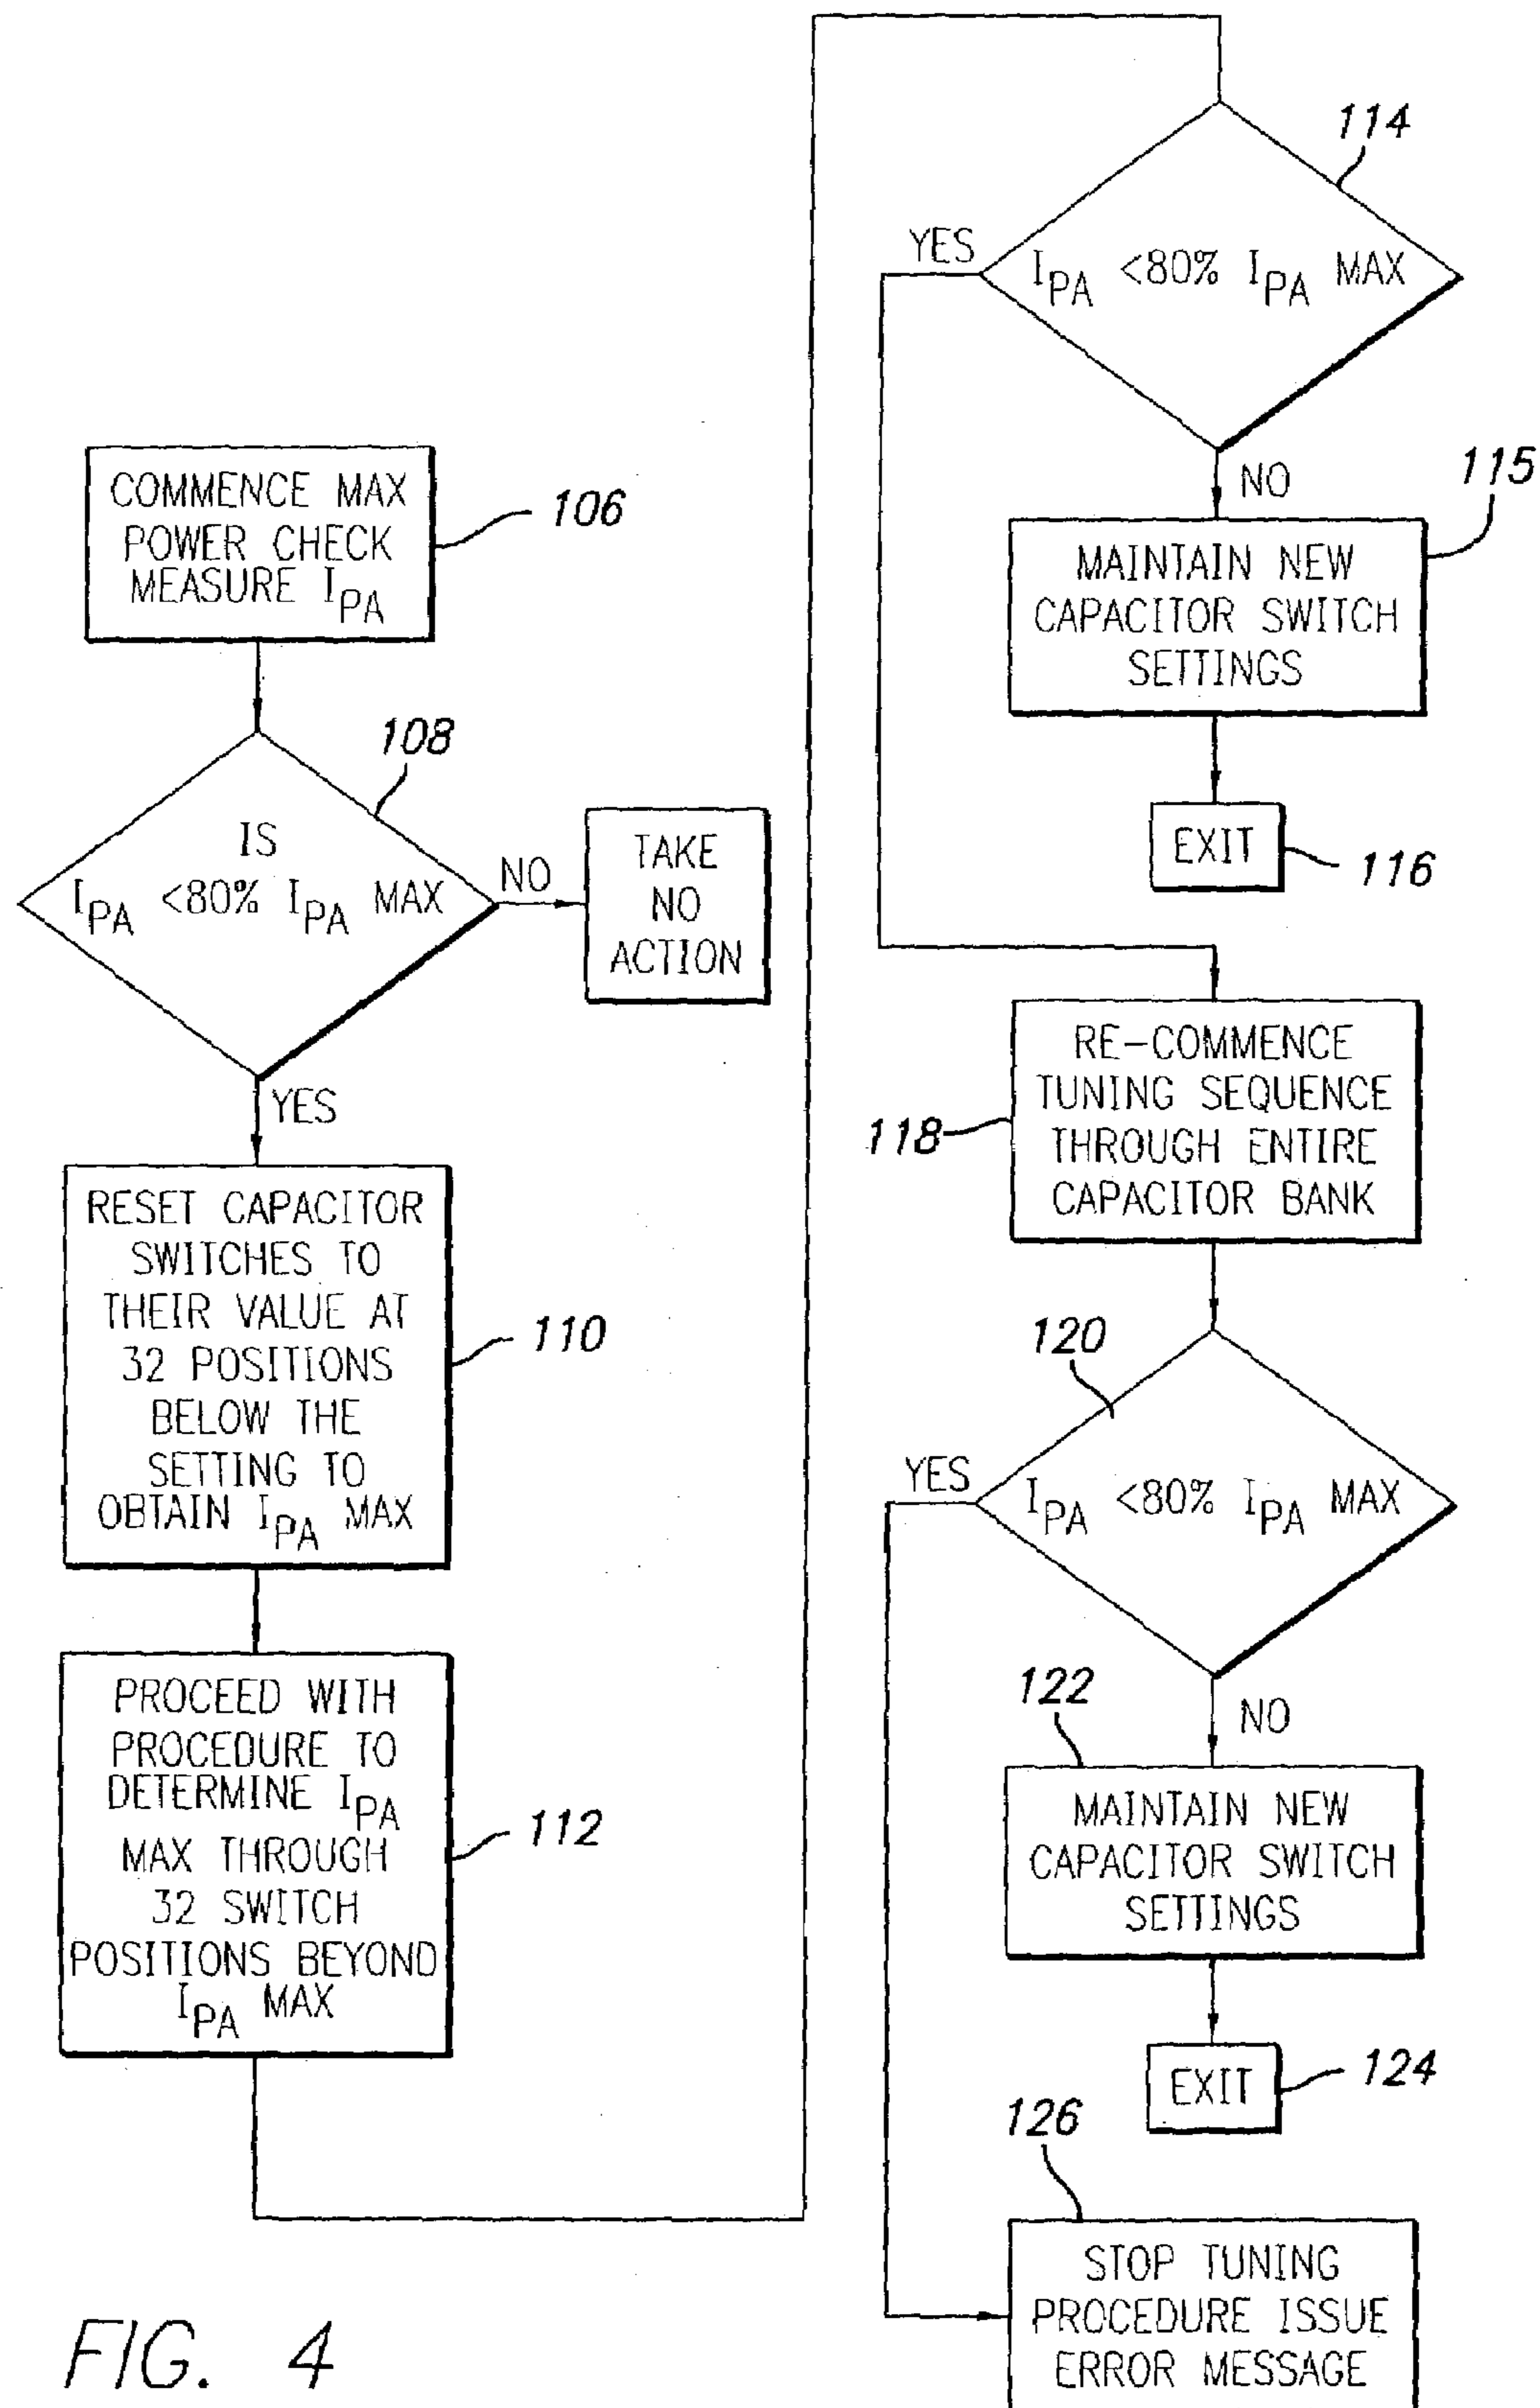 COMMENCE MAX
POWER CHECK
MEASURE IPA
106
108
IS
IPA <80% IPA MAX
NO
TAKE
NO
ACTION
YES
RESET CAPACITOR
SWITCHES TO
THEIR VALUE AT
32 POSITIONS
BELOW THE
SETTING TO
OBTAIN IPA MAX
110
PROCEED WITH
PROCEDURE TO
DETERMINE IPA
MAX THROUGH
32 SWITCH
POSITIONS BEYOND
IPA MAX
112
114
YES
IPA <80% IPA MAX
NO
115
MAINTAIN NEW
CAPACITOR SWITCH
SETTINGS
EXIT
116
RE-COMMENCE
TUNING SEQUENCE
THROUGH ENTIRE
CAPACITOR BANK
118
120
YES
IPA <80% IPA MAX
NO
122
MAINTAIN NEW
CAPACITOR SWITCH
SETTINGS
EXIT
124
126
STOP TUNING
PROCEDURE ISSUE
ERROR MESSAGE
FIG. 4